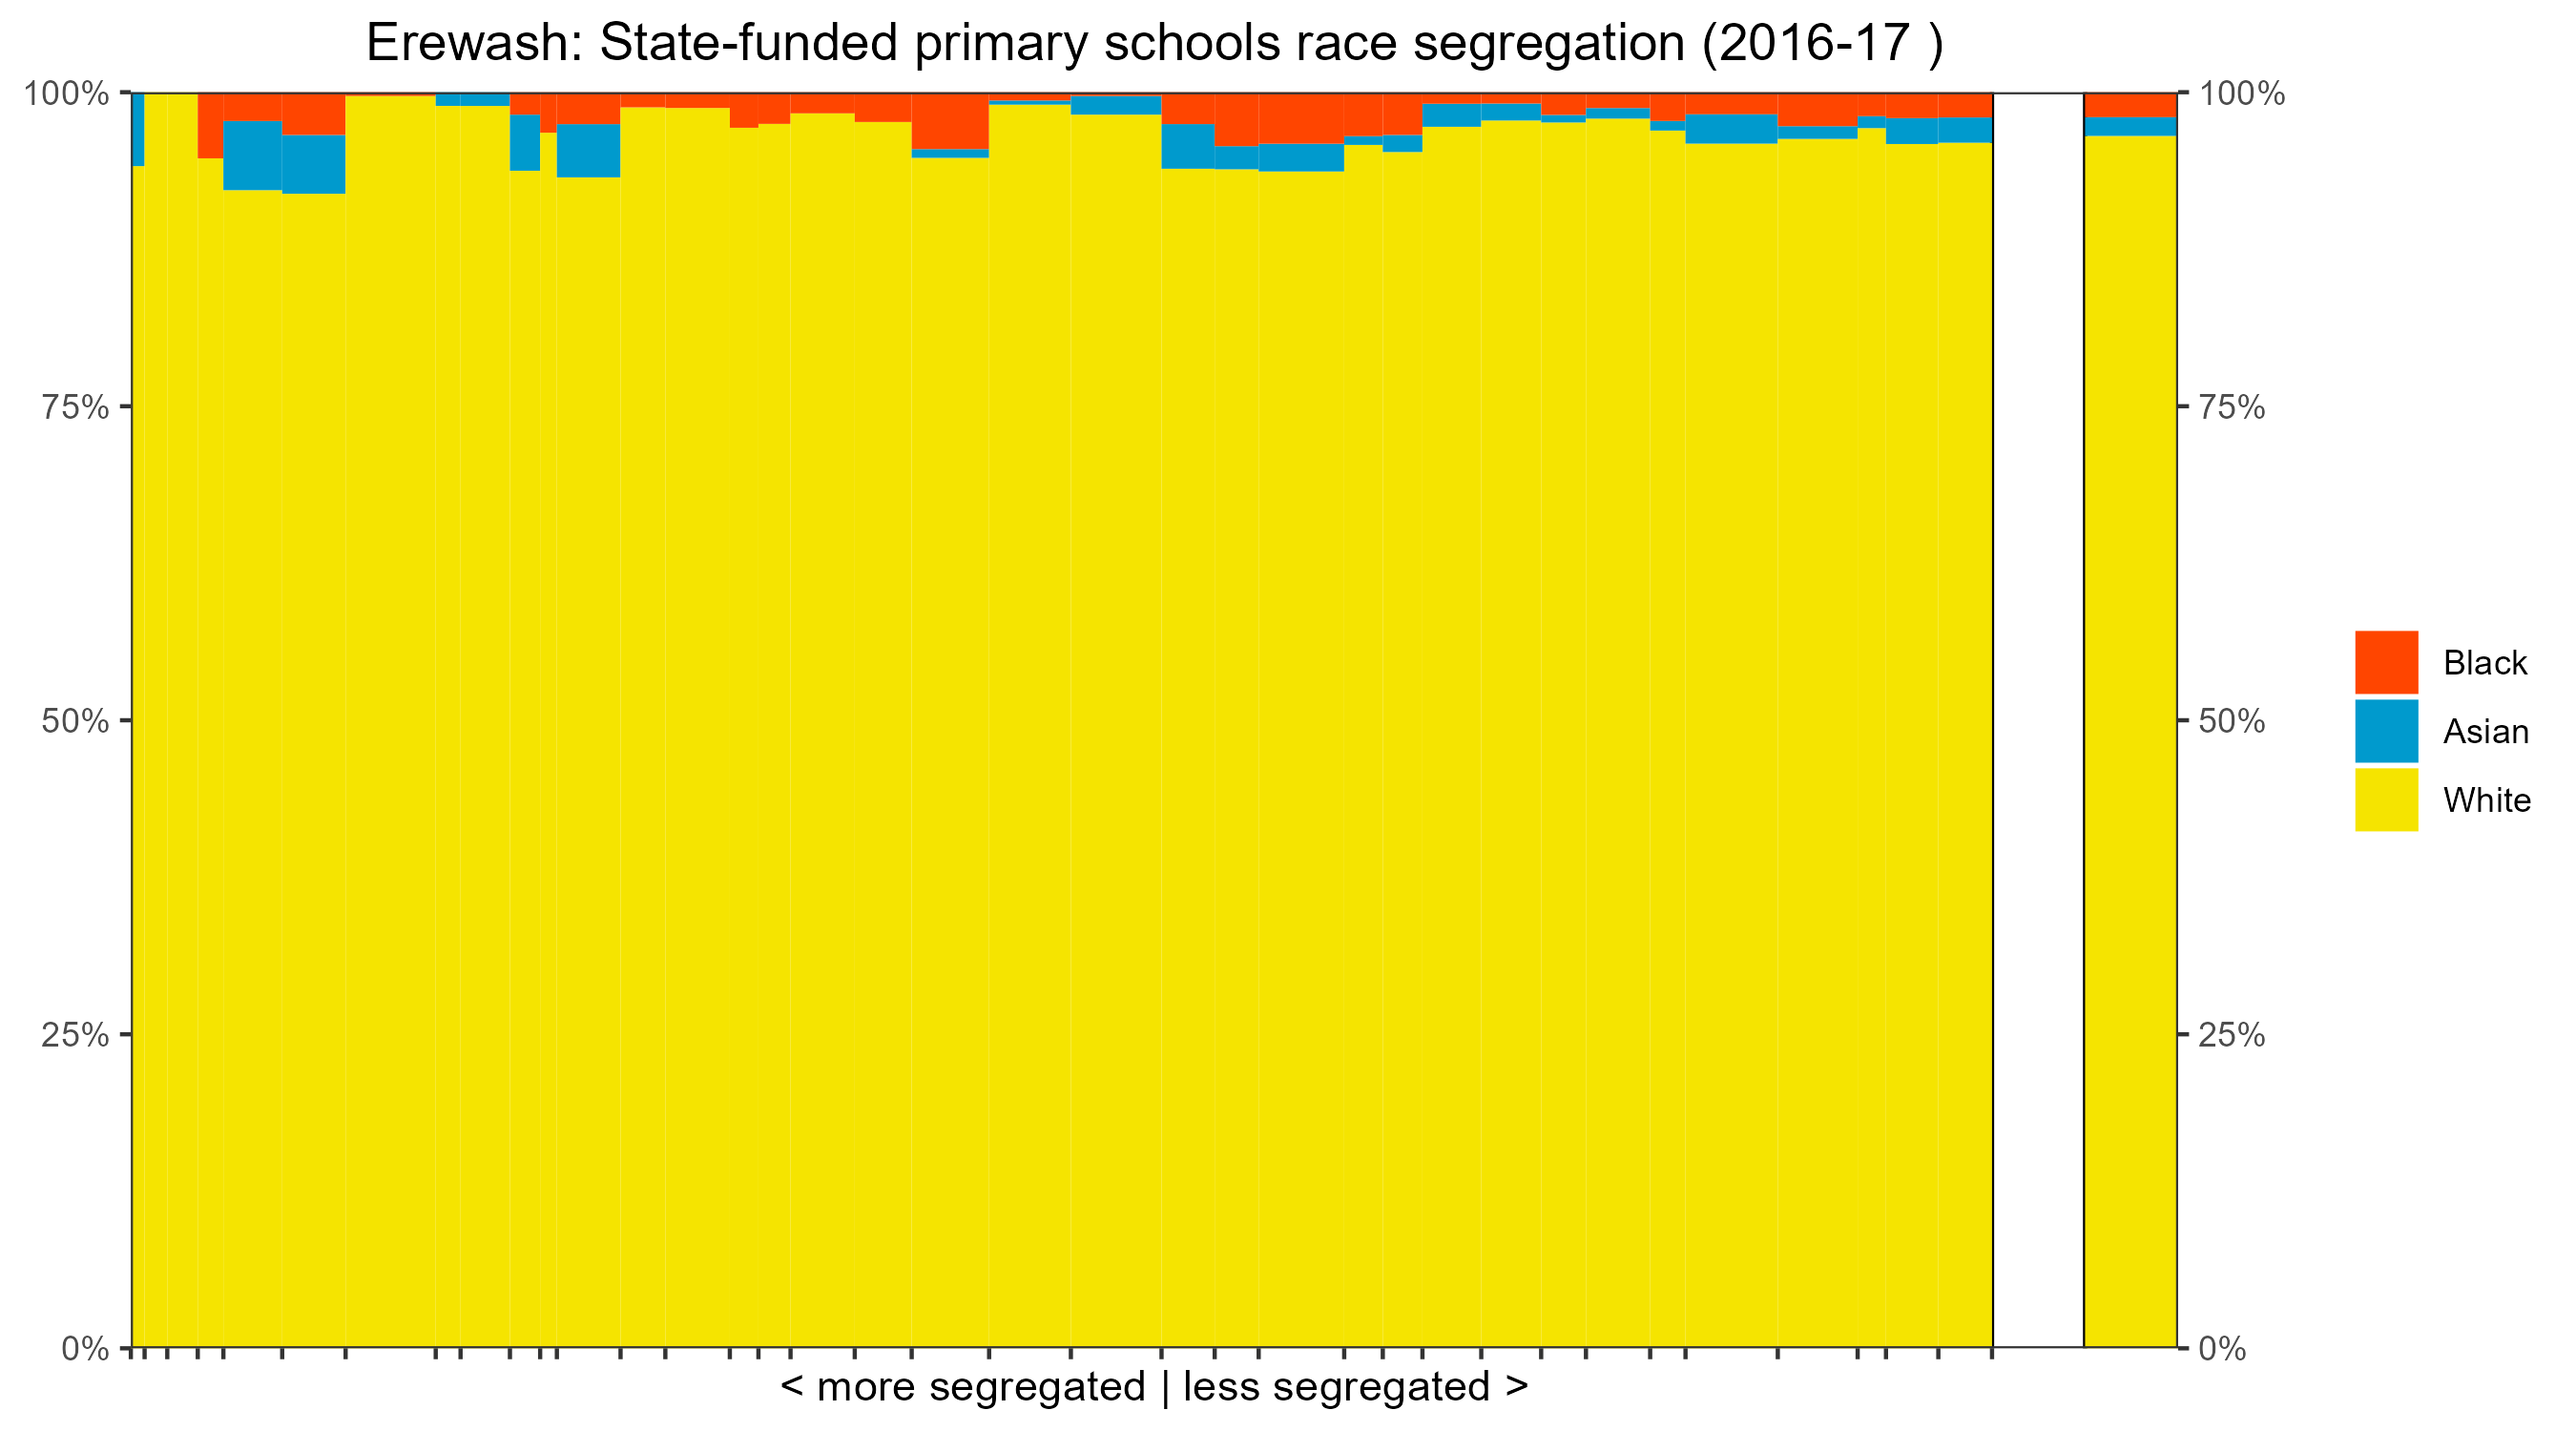 Erewash: State-funded primary schools race segregation (2016-17 )
100%
75%
50%
25%
0%
100%
75%
50%
25%
0%
Black
Asian
White
< more segregated | less segregated >